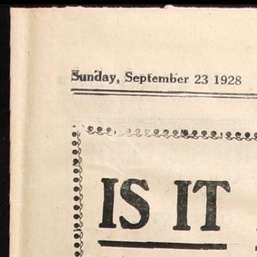 Sunday, September 23 1928
IS IT